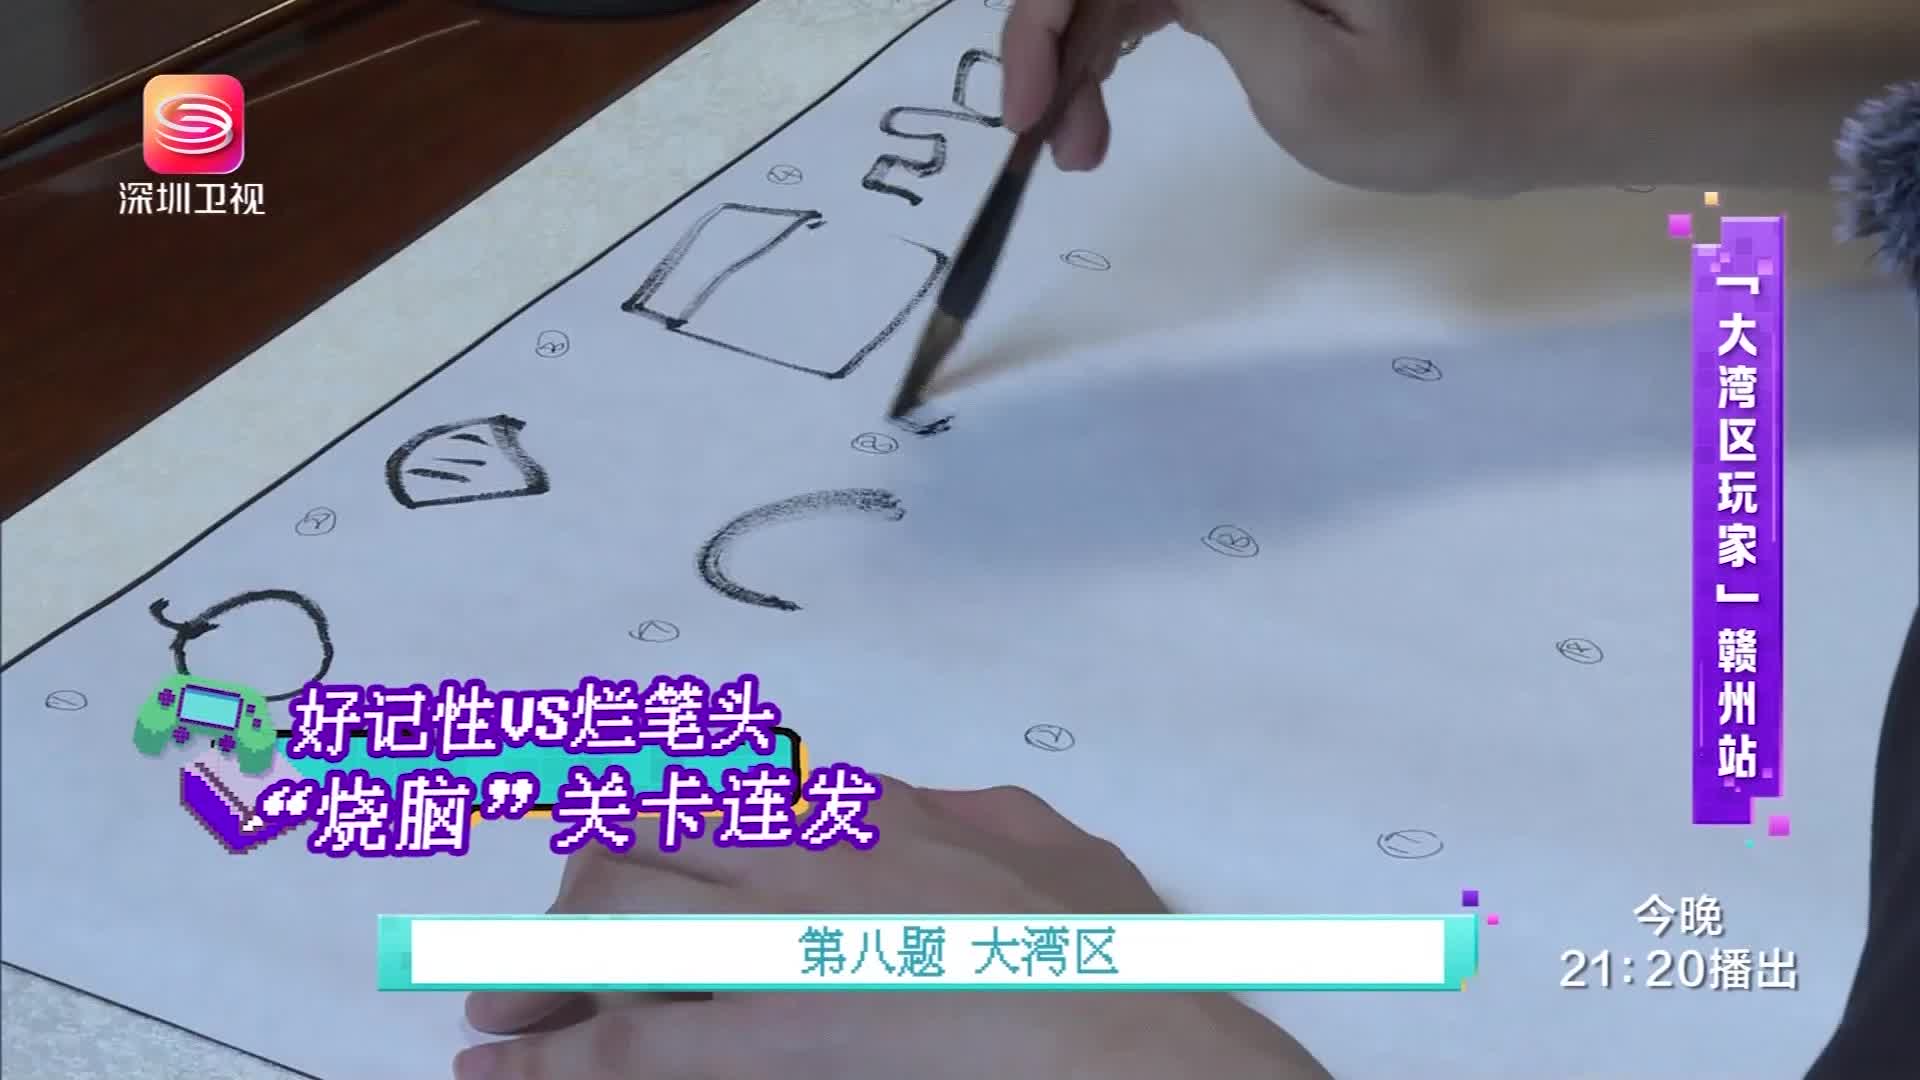 深圳卫视
「大湾区玩家」赣州站
好记性VS烂笔头
“烧脑”关卡连发
第八题 大湾区
今晚
21:20播出